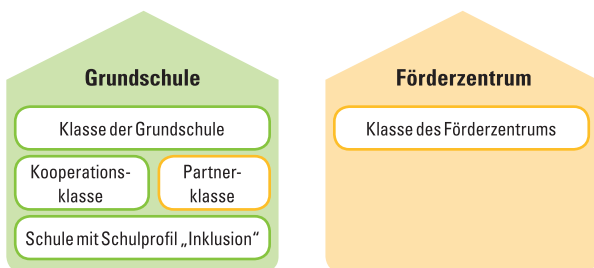 Grundschule
Klasse der Grundschule
Kooperations-
klasse
Partner-
klasse
Schule mit Schulprofil „Inklusion“
Förderzentrum
Klasse des Förderzentrums